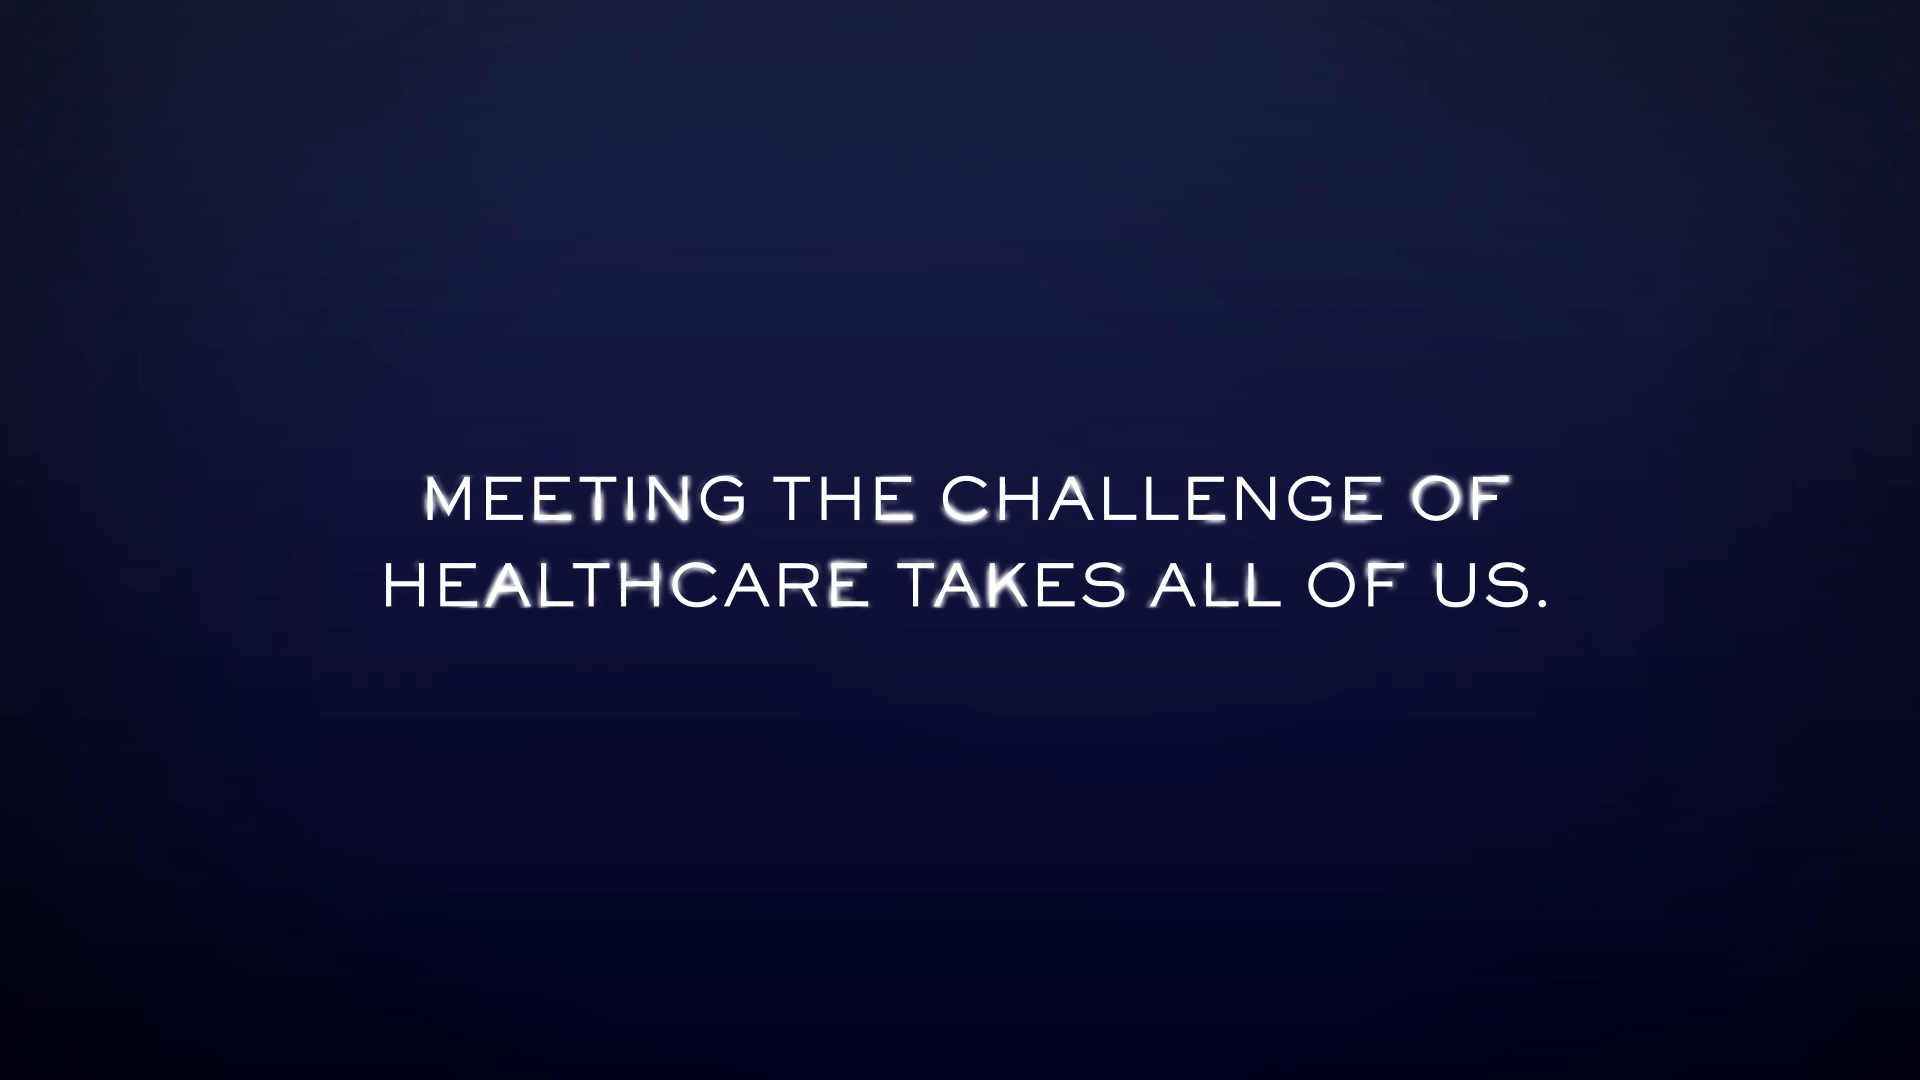 MEETING THE CHALLENGE OF
HEALTHCARE TAKES ALL OF US.